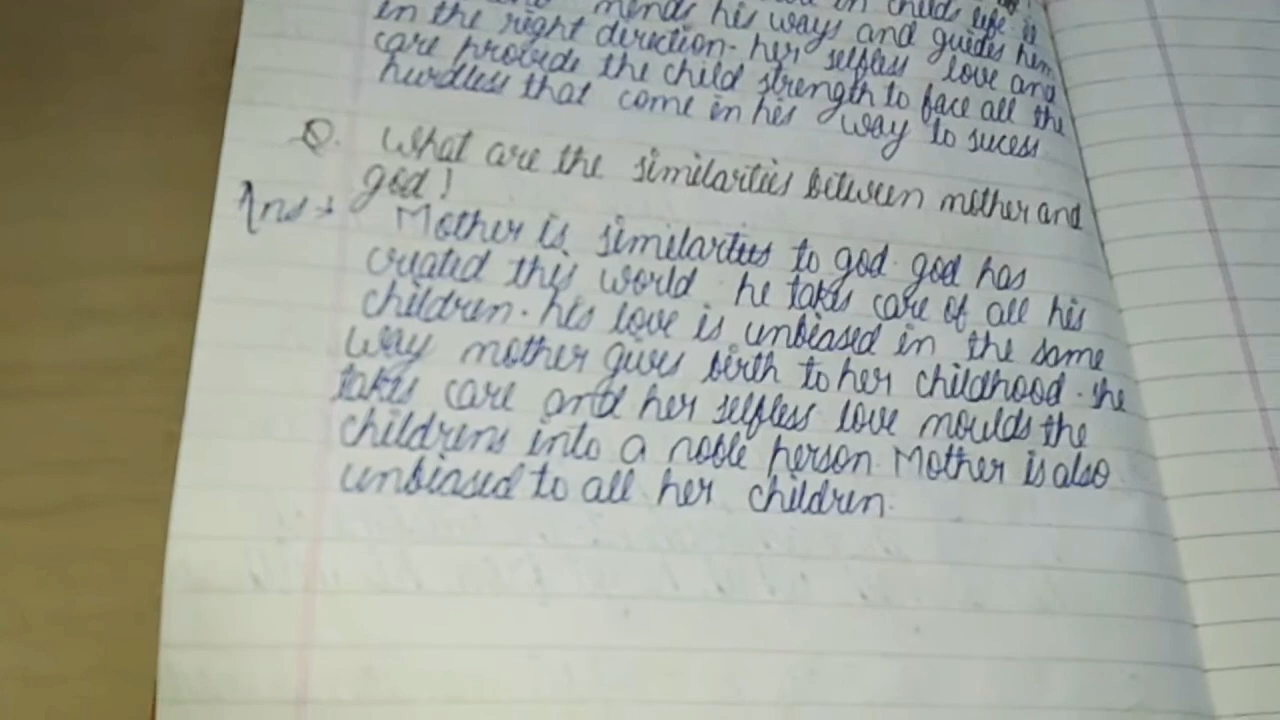 mends his ways and guides him
in the right direction. her selfless love and
care provide the child strength to face all the
hurdless that come in his way to sucess
Q. What are the similarities between mother and
god!
Ans→ Mother is similarties to god. god has
created this world. he takes care of all his
children. his love is unbiased in the same
way mother gives birth to her childhood. she
takes care and her selfless love moulds the
childrens into a noble person. Mother is also
unbiased to all her children.